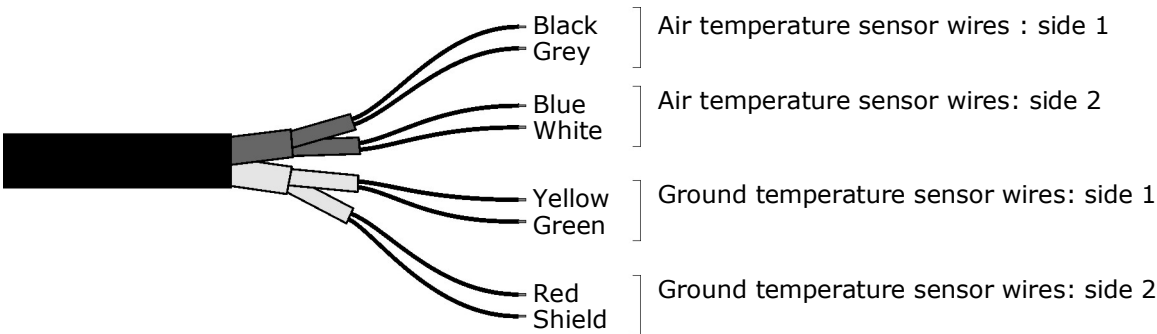 Black
Grey
Air temperature sensor wires : side 1
Blue
White
Air temperature sensor wires: side 2
Yellow
Green
Ground temperature sensor wires: side 1
Red
Shield
Ground temperature sensor wires: side 2